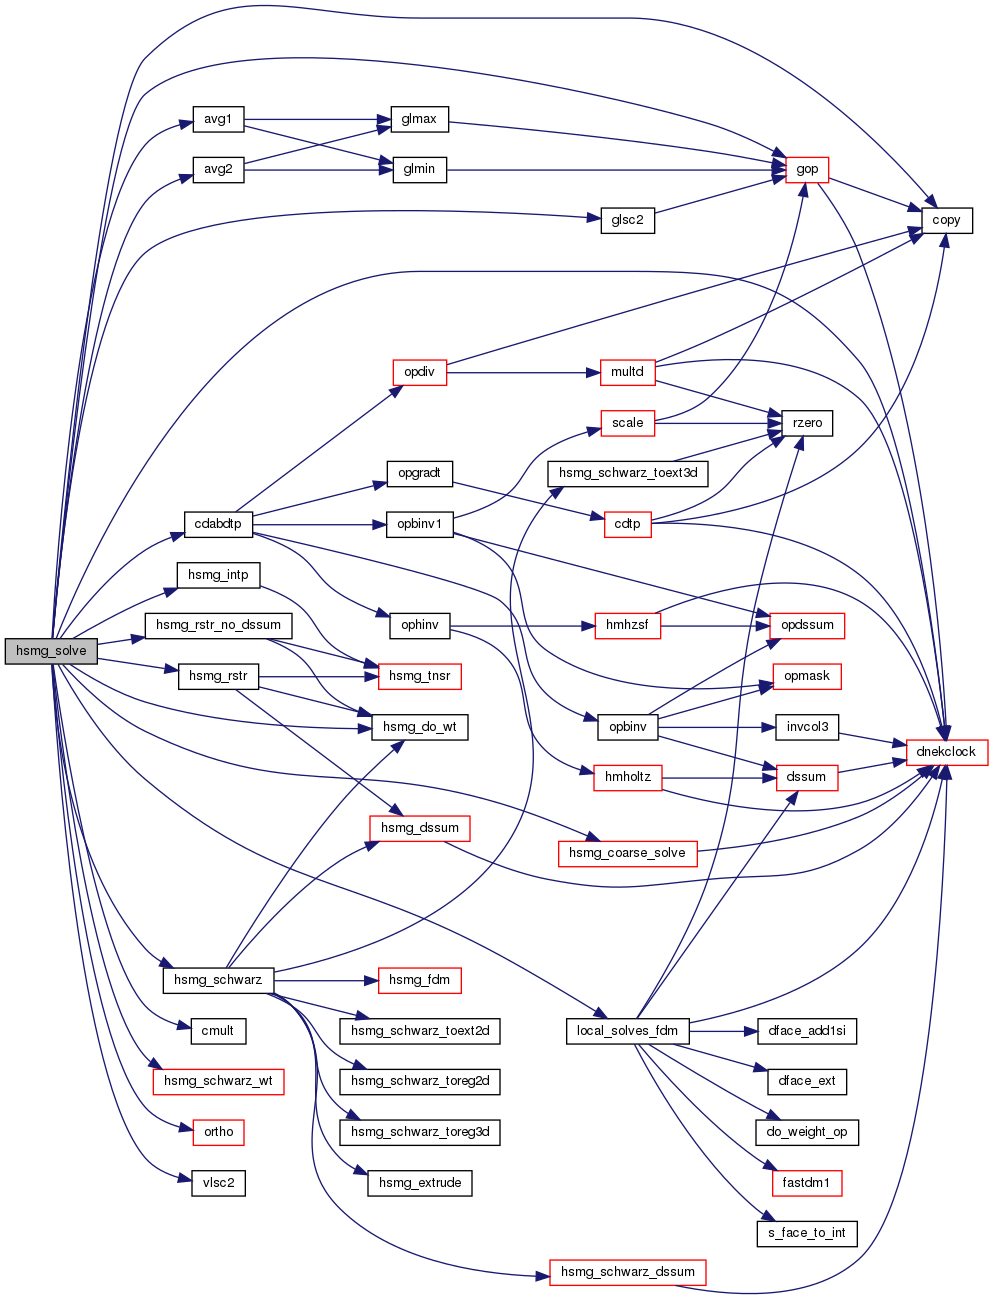 avg1
glmax
avg2
glmin
gop
glsc2
copy
opdiv
multd
scale
rzero
opgradt
hsmg_schwarz_toext3d
cdabdtp
opbinv1
cdtp
hsmg_intp
hsmg_rstr_no_dssum
ophinv
hmhzsf
opdssum
hsmg_solve
hsmg_rstr
hsmg_tnsr
opmask
hsmg_do_wt
opbinv
invcol3
dnekclock
hmholtz
dssum
hsmg_dssum
hsmg_coarse_solve
hsmg_schwarz
hsmg_fdm
cmult
hsmg_schwarz_toext2d
local_solves_fdm
dface_add1si
hsmg_schwarz_wt
hsmg_schwarz_toreg2d
dface_ext
ortho
hsmg_schwarz_toreg3d
do_weight_op
vlsc2
hsmg_extrude
fastdm1
s_face_to_int
hsmg_schwarz_dssum